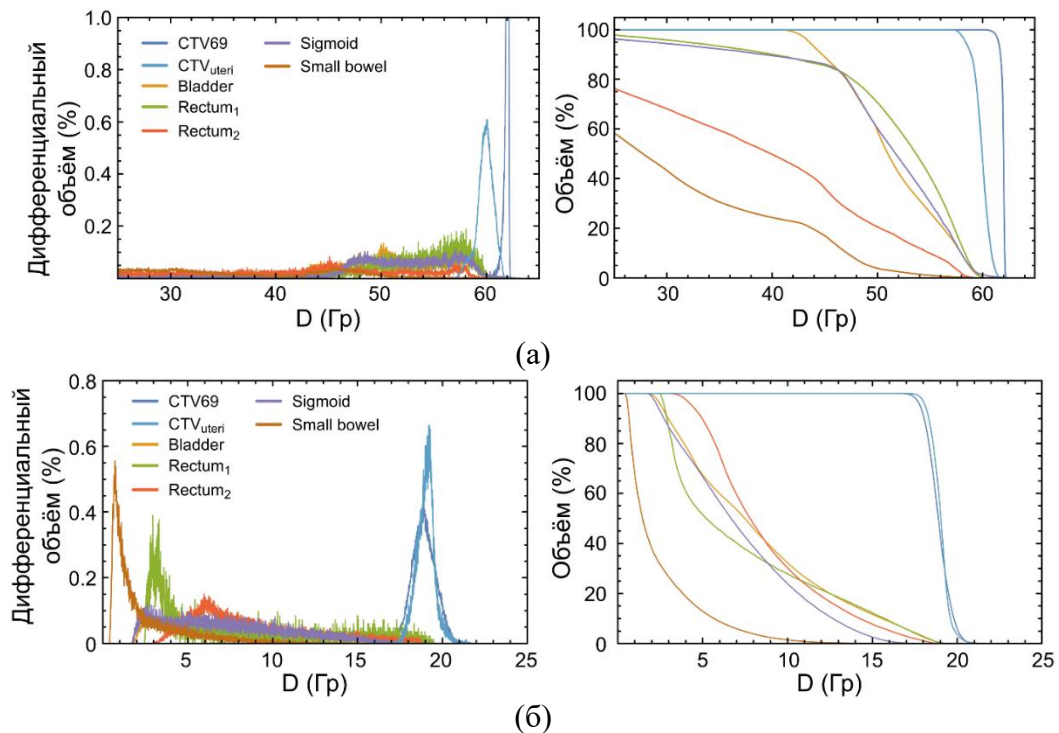 Дифференциальный
объём (%)
1.0
0.8
0.6
0.4
0.2
30 40 50 60
D (Гр)
CTV69
CTVuteri
Bladder
Rectum1
Rectum2
Sigmoid
Small bowel
Объём (%)
100
80
60
40
20
0
30 40 50 60
D (Гр)
(а)
Дифференциальный
объём (%)
0.8
0.6
0.4
0.2
0
5 10 15 20 25
D (Гр)
CTV69
CTVuteri
Bladder
Rectum1
Rectum2
Sigmoid
Small bowel
Объём (%)
100
80
60
40
20
0
5 10 15 20 25
D (Гр)
(б)